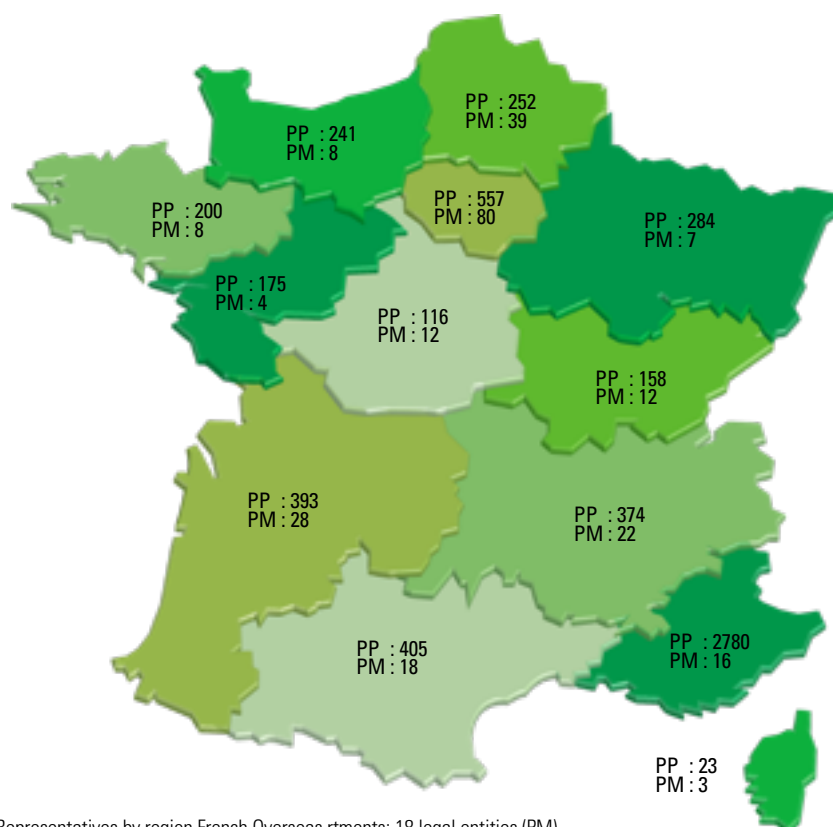 PP : 252
PM : 39
PP : 241
PM : 8
PP : 557
PM : 80
PP : 200
PM : 8
PP : 284
PM : 7
PP : 175
PM : 4
PP : 116
PM : 12
PP : 158
PM : 12
PP : 393
PM : 28
PP : 374
PM : 22
PP : 405
PM : 18
PP : 2780
PM : 16
PP : 23
PM : 3
Representatives by region French Overseas rtments: 18 legal entities (PM)